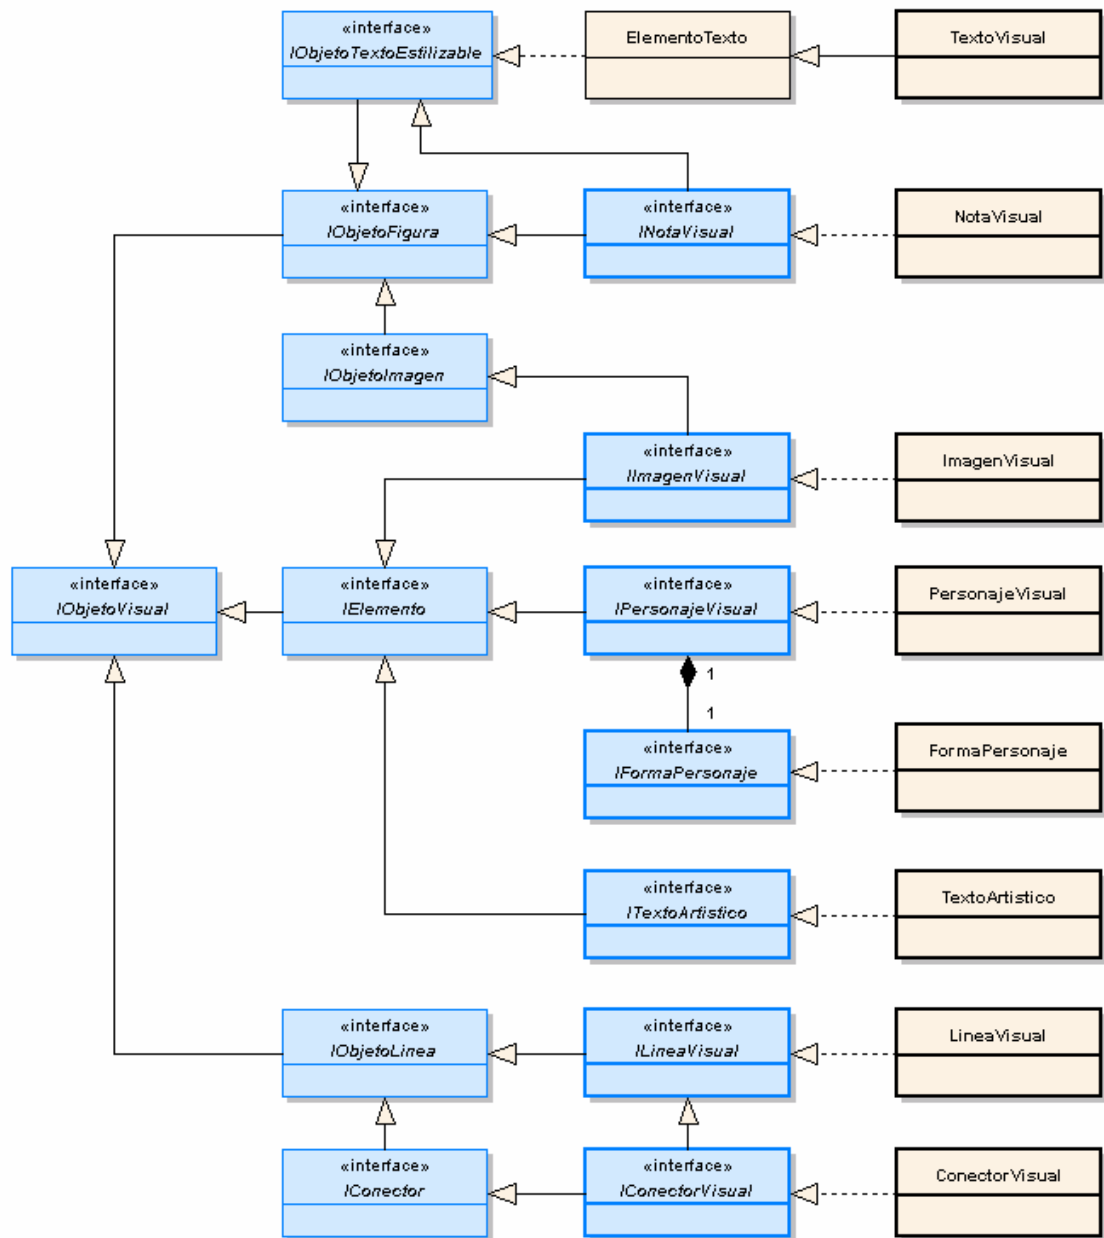 «interface»
IObjetoTextoEstilizable
ElementoTexto
TextoVisual
«interface»
IObjetoFigura
«interface»
INotaVisual
NotaVisual
«interface»
IObjetoImagen
«interface»
IImagenVisual
ImagenVisual
«interface»
IObjetoVisual
«interface»
IElemento
«interface»
IPersonajeVisual
PersonajeVisual
1
1
«interface»
IFormaPersonaje
FormaPersonaje
«interface»
ITextoArtistico
TextoArtistico
«interface»
IObjetoLinea
«interface»
ILineaVisual
LineaVisual
«interface»
IConector
«interface»
IConectorVisual
ConectorVisual